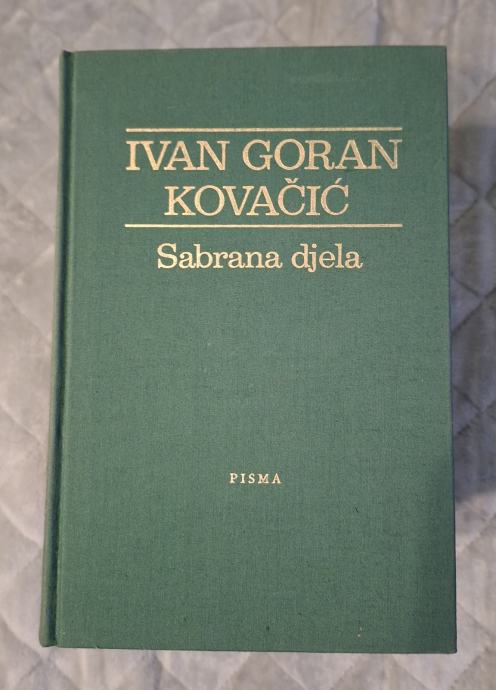 IVAN GORAN
KOVAČIĆ
Sabrana djela
PISMA